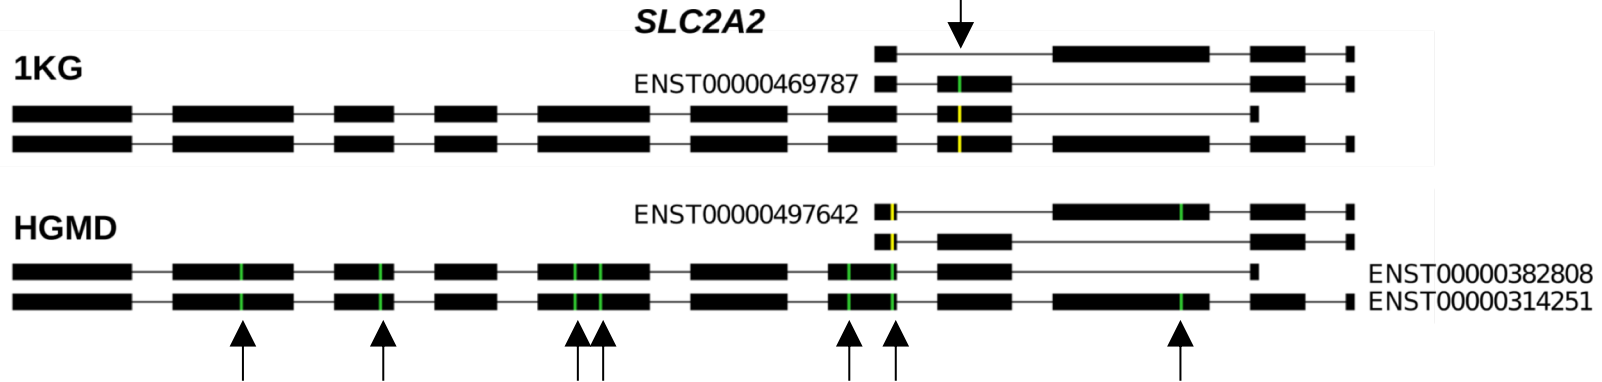 SLC2A2
1KG
ENST00000469787
HGMD
ENST00000497642
ENST00000382808
ENST00000314251